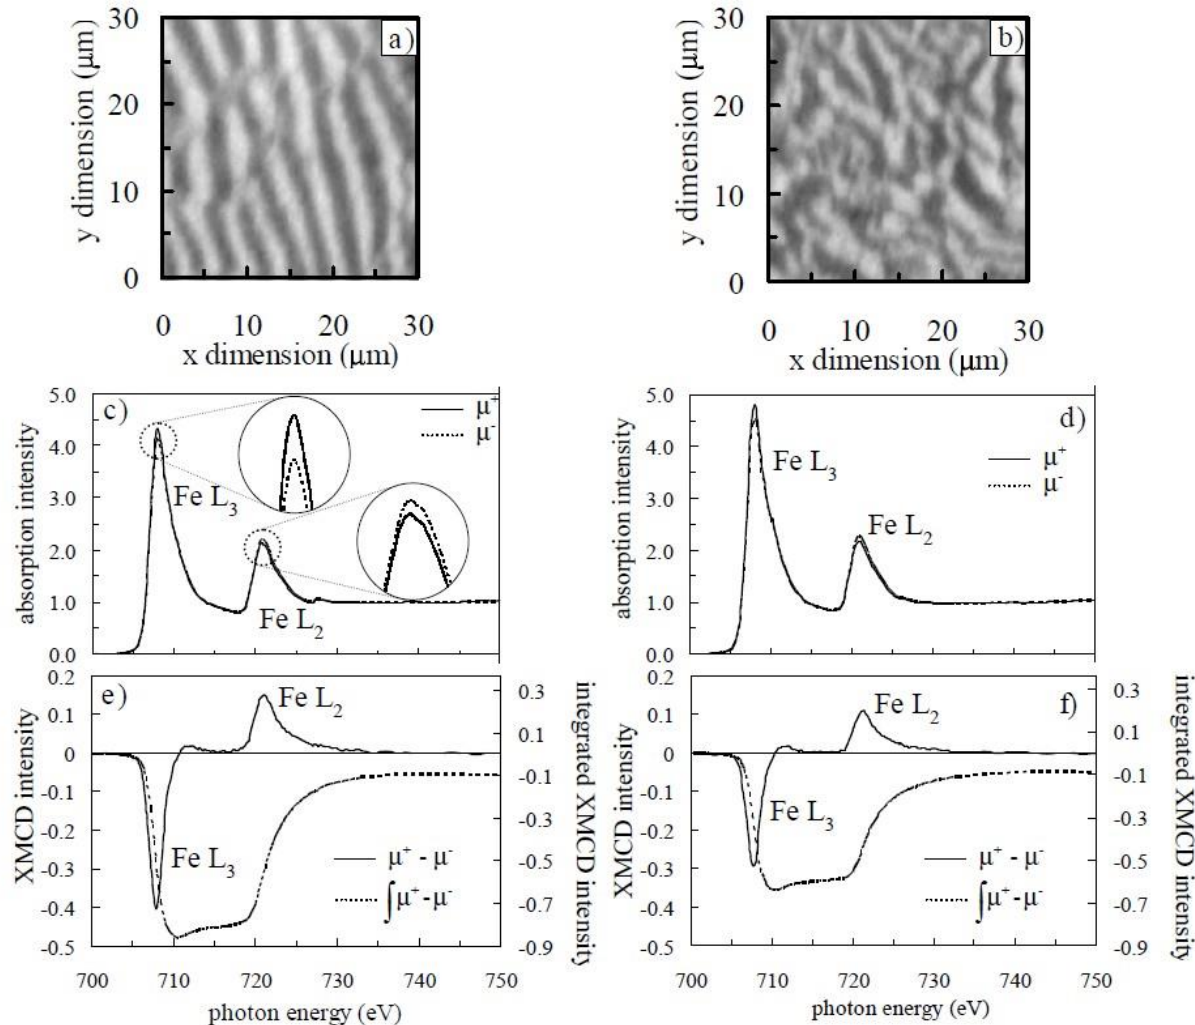 a)
30
20
10
0
y dimension (μm)
0 10 20 30
x dimension (μm)
b)
30
20
10
0
y dimension (μm)
0 10 20 30
x dimension (μm)
c)
5.0
4.0
3.0
2.0
1.0
0.0
absorption intensity
μ⁺
μ⁻
Fe L₃
Fe L₂
d)
5.0
4.0
3.0
2.0
1.0
0.0
absorption intensity
μ⁺
μ⁻
Fe L₃
Fe L₂
e)
0.2
0.1
0
-0.1
-0.2
-0.3
-0.4
-0.5
XMCD intensity
Fe L₂
Fe L₃
μ⁺ - μ⁻
∫μ⁺-μ⁻
0.3
0.1
-0.1
-0.3
-0.5
-0.7
-0.9
integrated XMCD intensity
700 710 720 730 740 750
photon energy (eV)
f)
0.2
0.1
0
-0.1
-0.2
-0.3
-0.4
-0.5
XMCD intensity
Fe L₂
Fe L₃
μ⁺ - μ⁻
∫μ⁺-μ⁻
0.3
0.1
-0.1
-0.3
-0.5
-0.7
-0.9
integrated XMCD intensity
700 710 720 730 740 750
photon energy (eV)